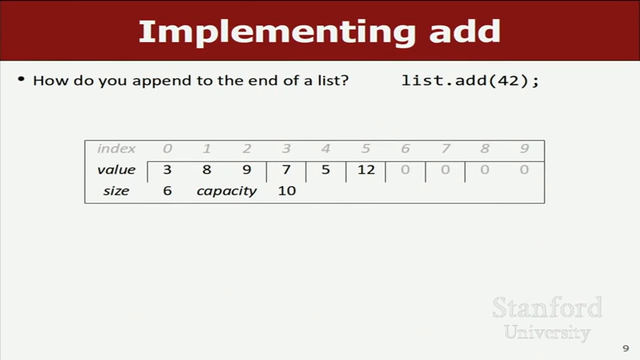 Implementing add
• How do you append to the end of a list? list.add(42);
index 0 1 2 3 4 5 6 7 8 9
value 3 8 9 7 5 12 0 0 0 0
size 6 capacity 10
Stanford
University
9